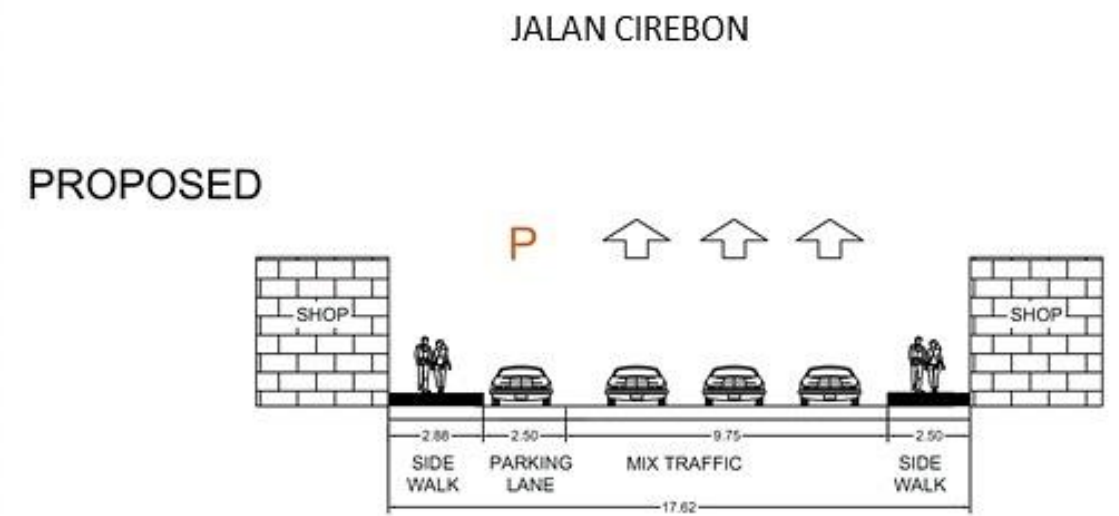 JALAN CIREBON
PROPOSED
P
SHOP
SHOP
2.88
2.50
9.75
2.50
SIDE
WALK
PARKING
LANE
MIX TRAFFIC
SIDE
WALK
17.62